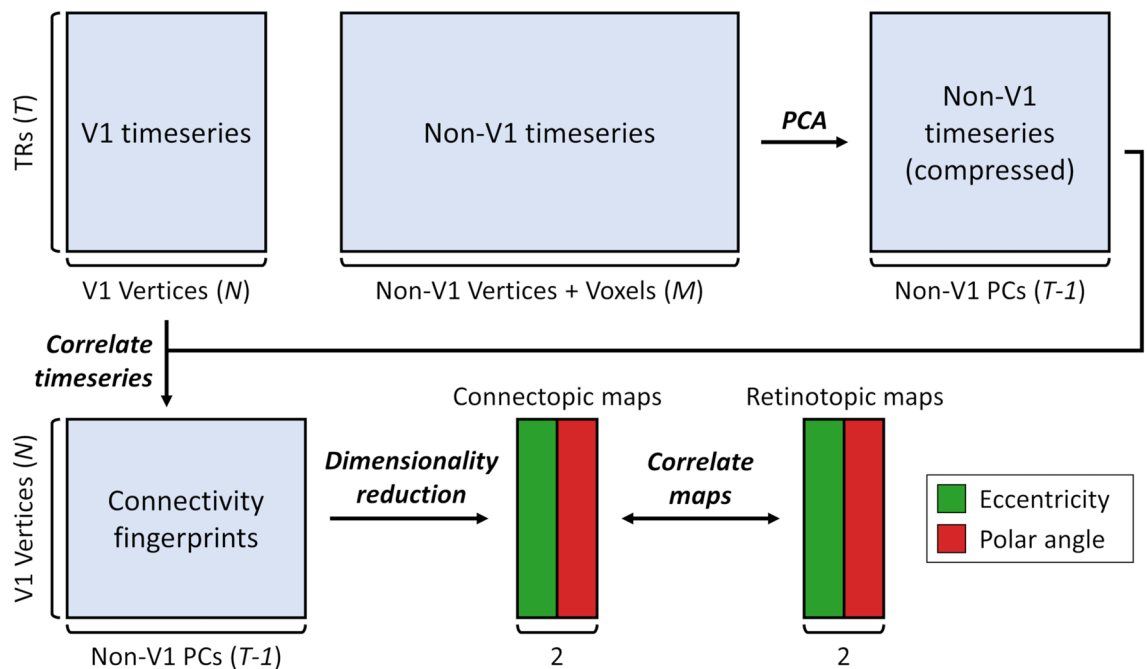 TRs (T)
V1 timeseries
Non-V1 timeseries
PCA
Non-V1
timeseries
(compressed)
V1 Vertices (N)
Non-V1 Vertices + Voxels (M)
Non-V1 PCs (T-1)
Correlate
timeseries
V1 Vertices (N)
Connectivity
fingerprints
Non-V1 PCs (T-1)
Dimensionality
reduction
Connectopic maps
2
Correlate
maps
Retinotopic maps
2
Eccentricity
Polar angle